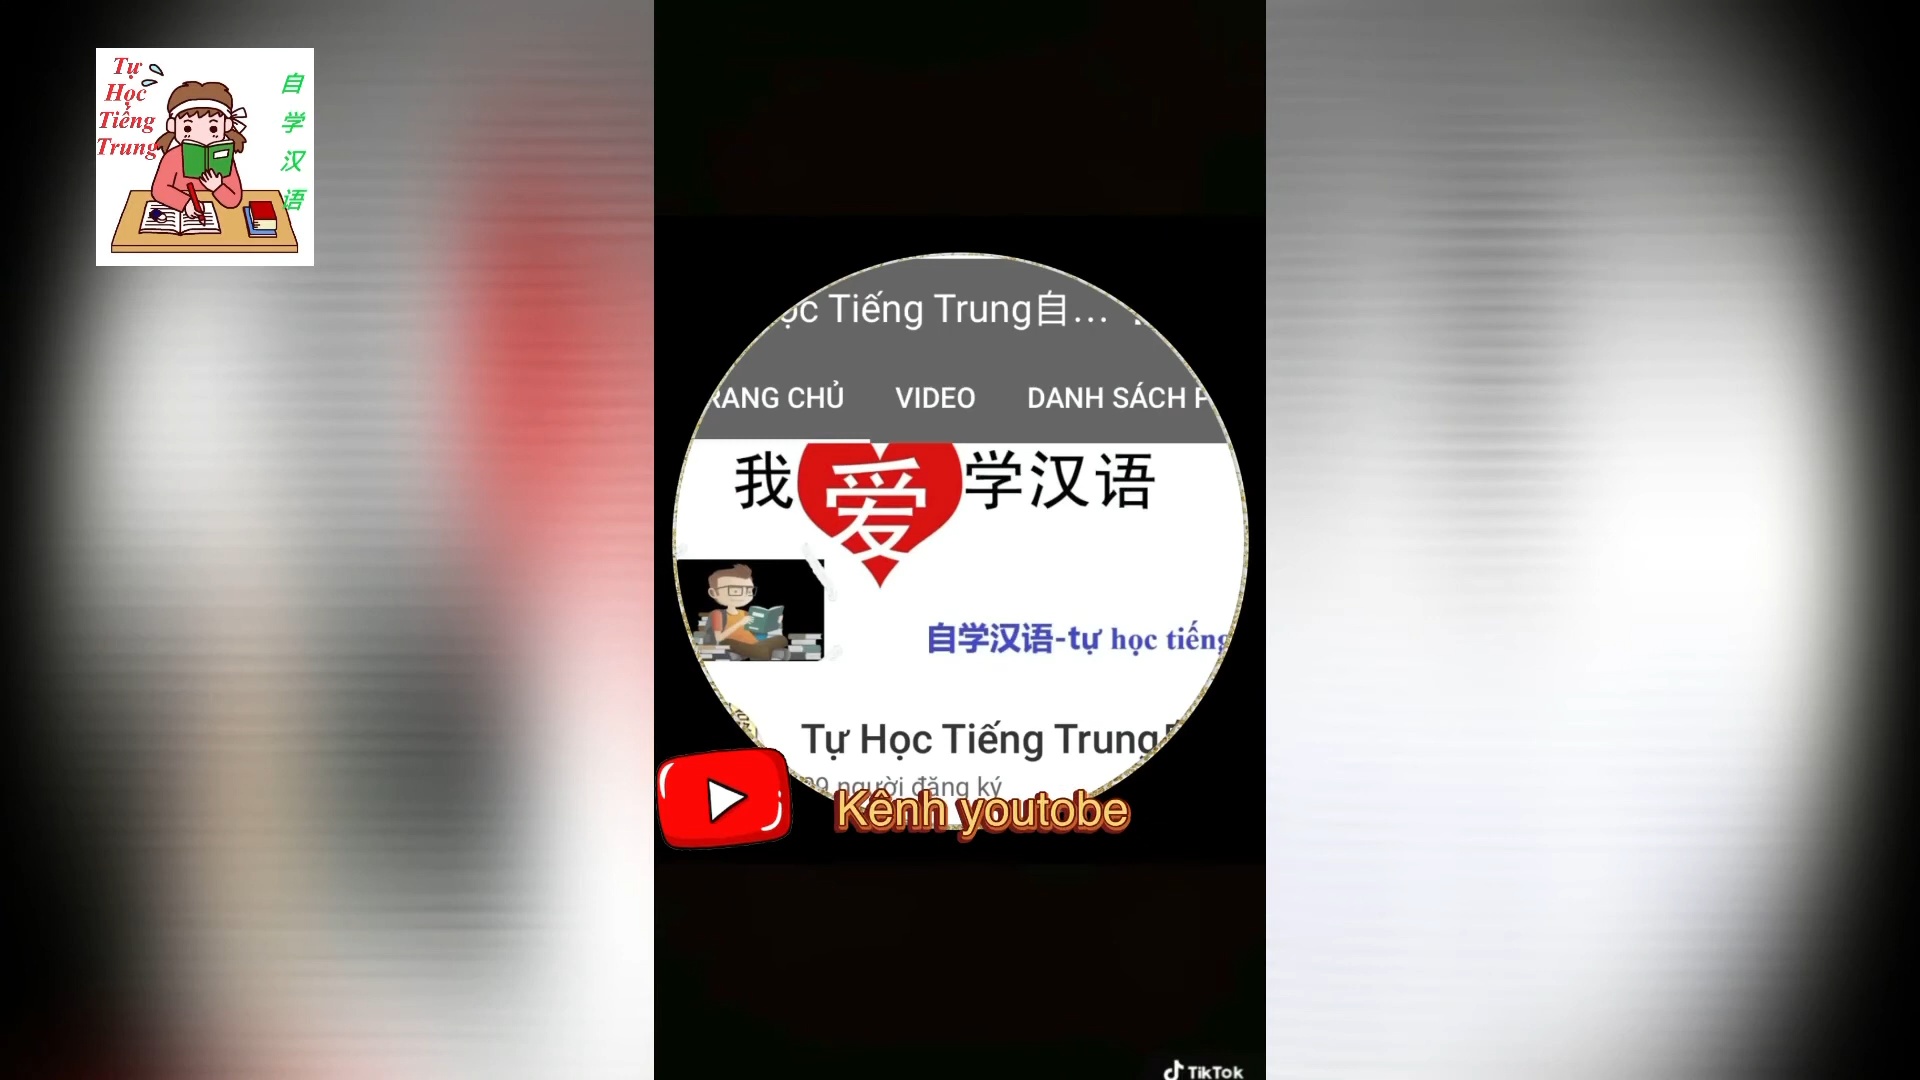 Tự
Học
Tiếng
Trung
自
学
汉
语
Tiếng Trung自...
CHỦ
VIDEO
DANH SÁCH
我爱学汉语
自学汉语-tự học tiếng
Tự Học Tiếng Trung
người đăng ký
Kênh youtobe
TikTok